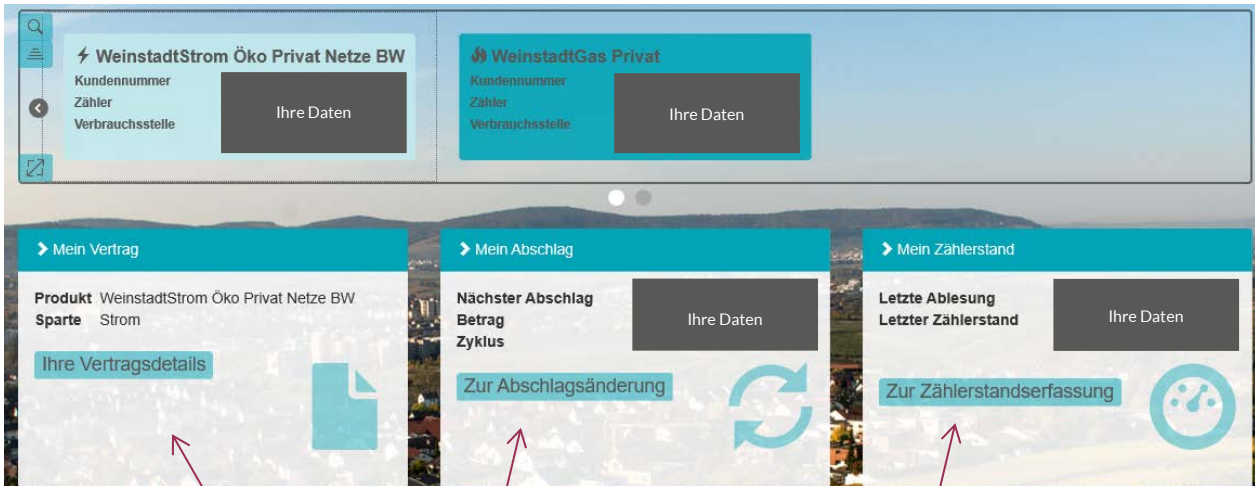 WeinstadtStrom Öko Privat Netze BW
Kundennummer
Zähler
Verbrauchsstelle
Ihre Daten
WeinstadtGas Privat
Kundennummer
Zähler
Verbrauchsstelle
Ihre Daten
Mein Vertrag
Produkt WeinstadtStrom Öko Privat Netze BW
Sparte Strom
Ihre Vertragsdetails
Mein Abschlag
Nächster Abschlag
Betrag
Zyklus
Ihre Daten
Zur Abschlagsänderung
Mein Zählerstand
Letzte Ablesung
Letzter Zählerstand
Ihre Daten
Zur Zählerstandserfassung